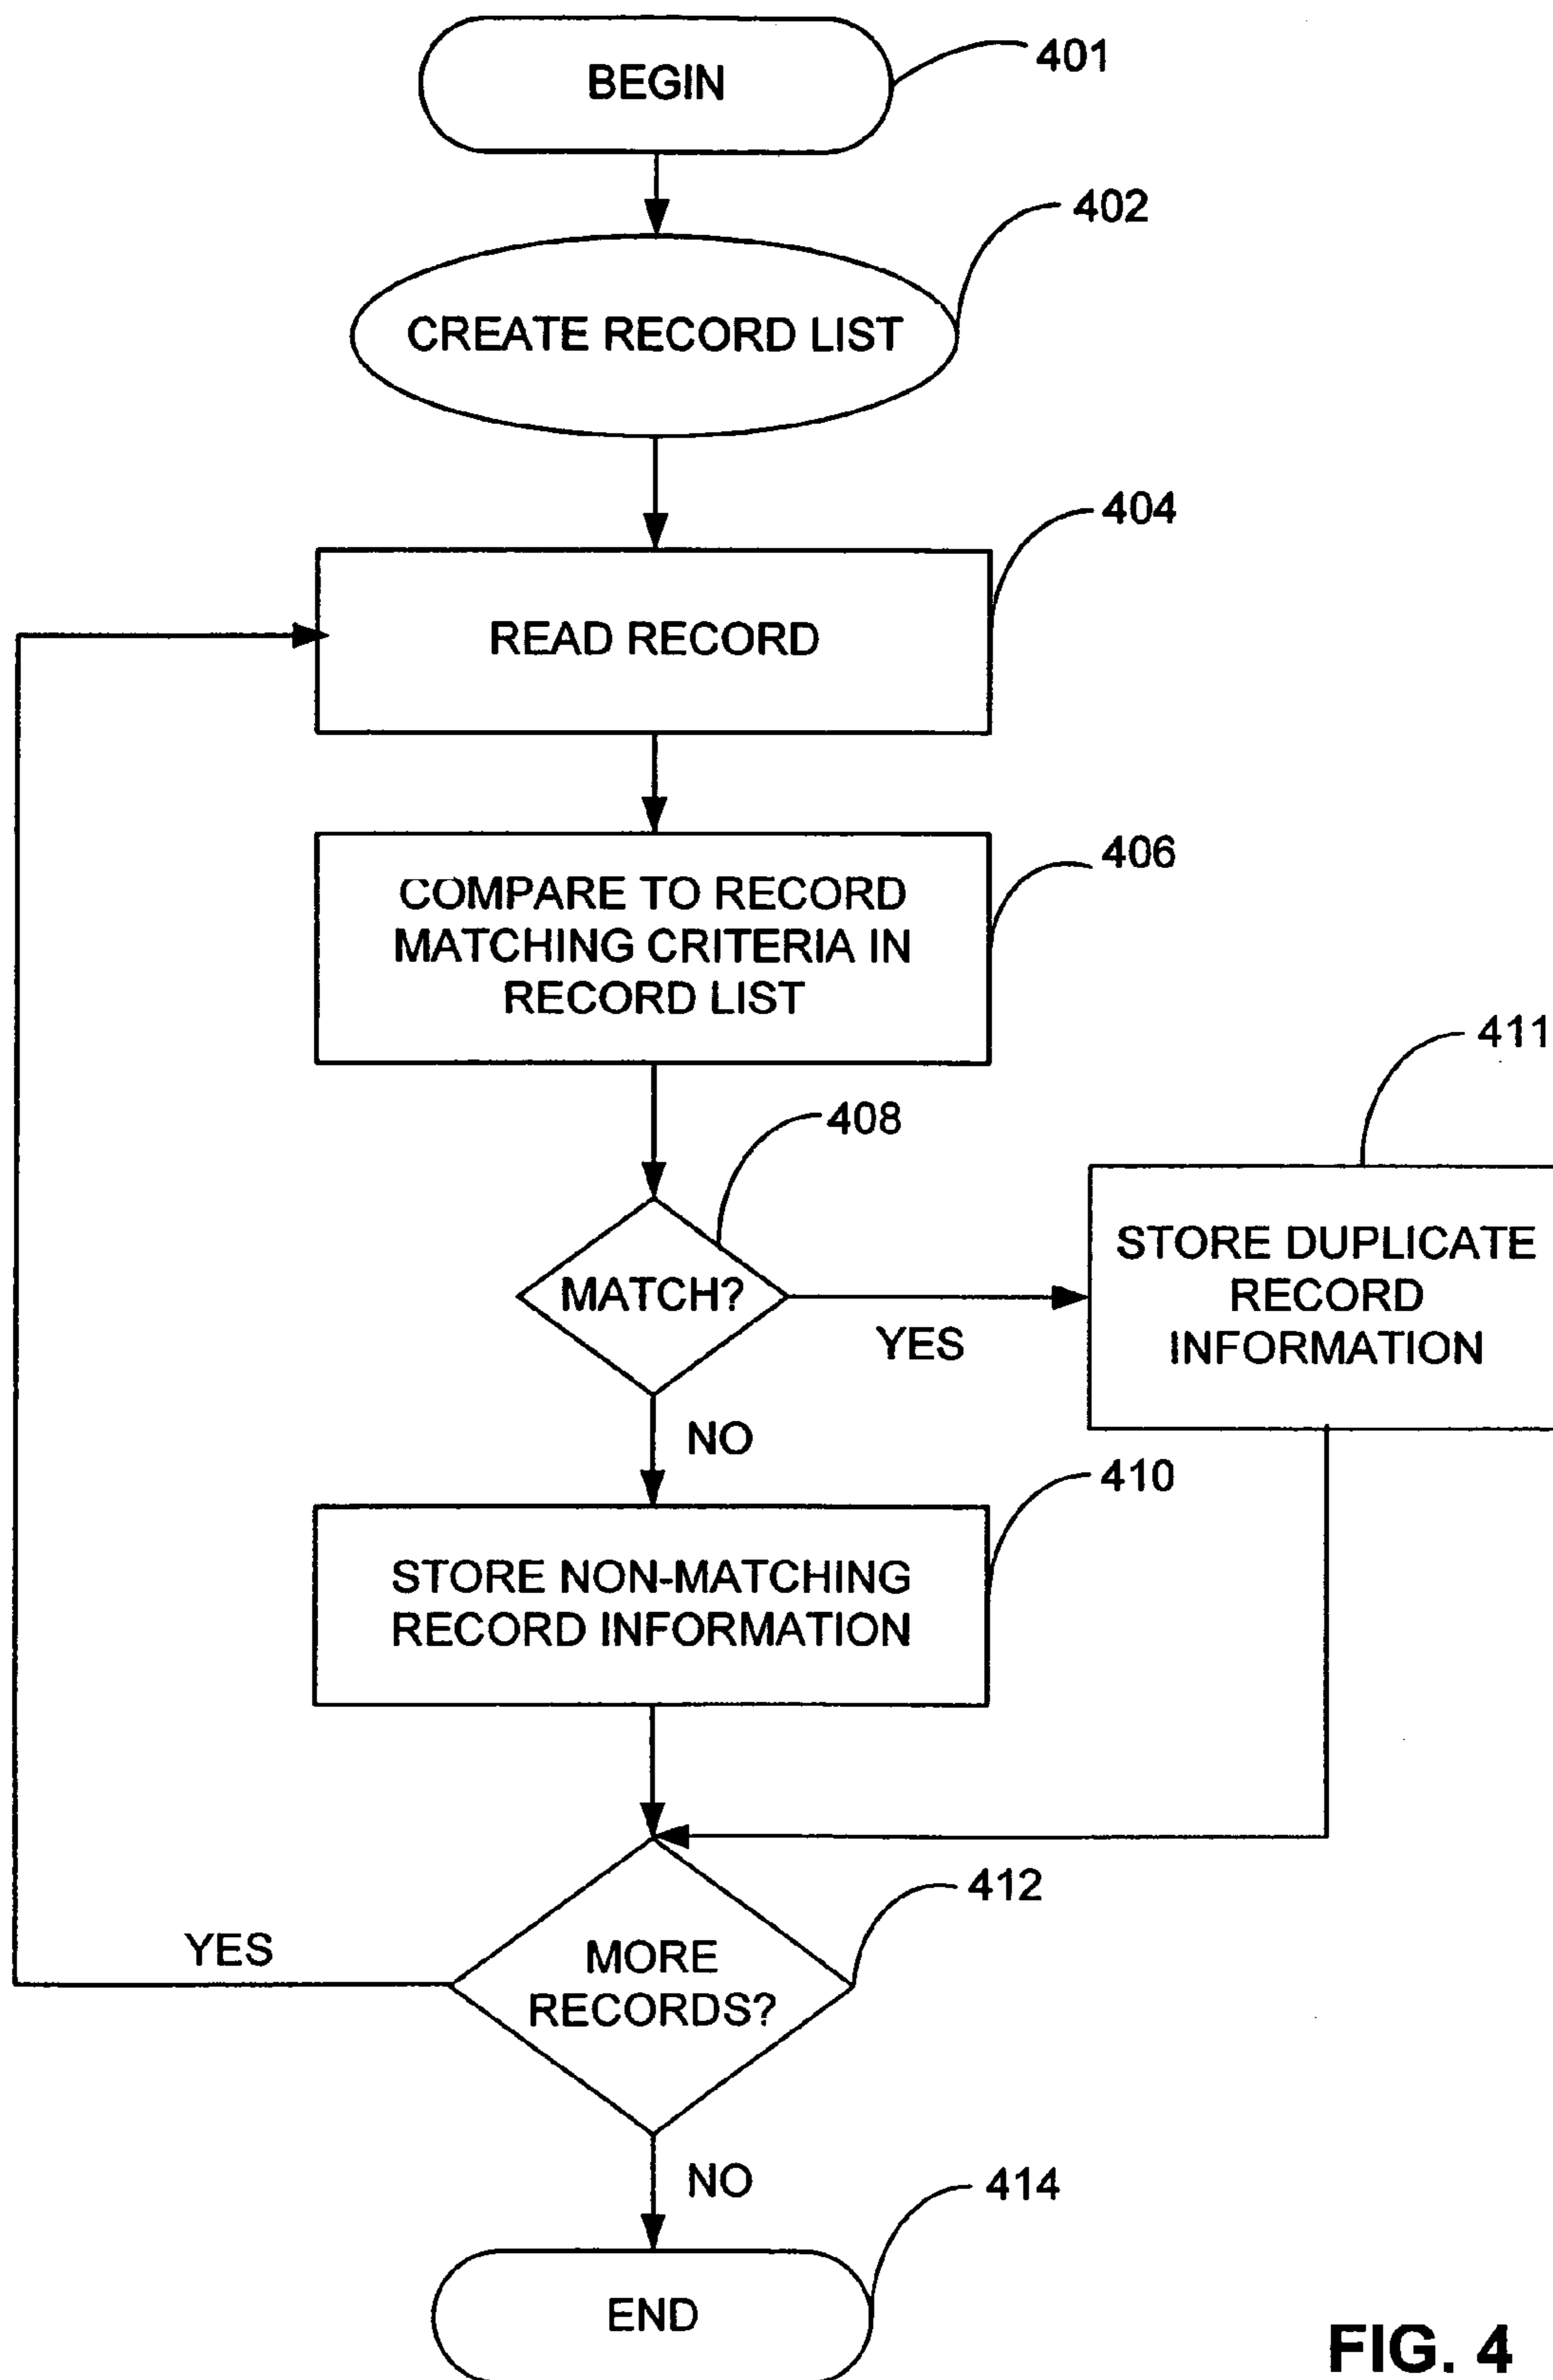 BEGIN
401
402
CREATE RECORD LIST
404
READ RECORD
406
COMPARE TO RECORD
MATCHING CRITERIA IN
RECORD LIST
411
408
MATCH?
YES
STORE DUPLICATE
RECORD
INFORMATION
NO
410
STORE NON-MATCHING
RECORD INFORMATION
412
YES
MORE
RECORDS?
NO
414
END
FIG. 4